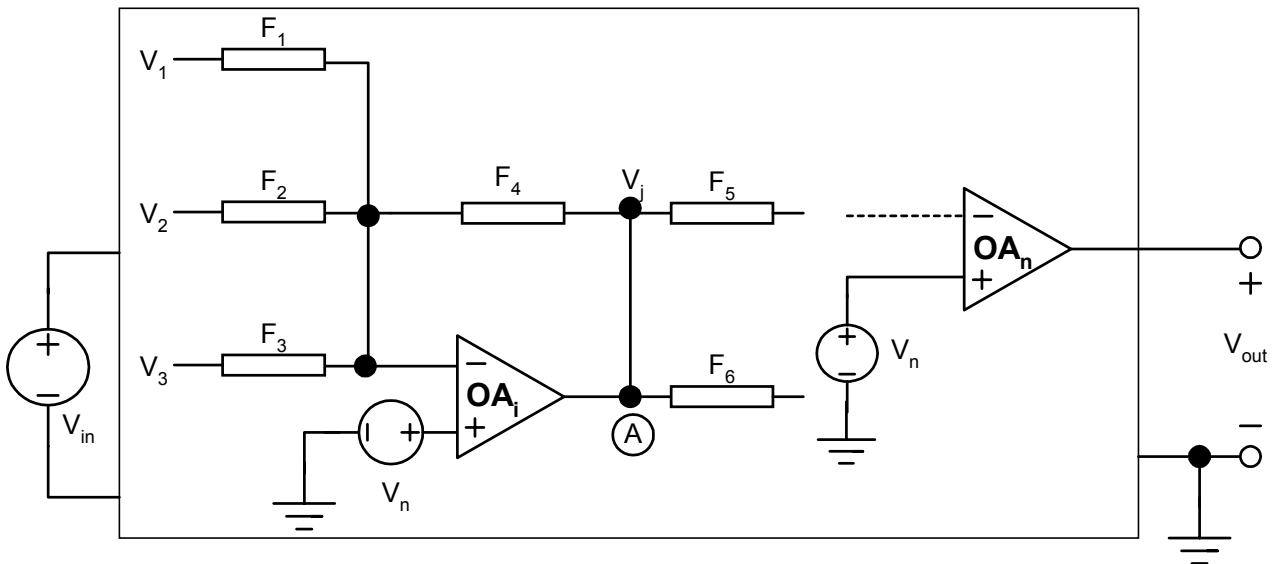 F₁
V₁
F₂
V₂
F₄
Vⱼ
F₅
−
OAₙ
+
F₃
V₃
−
OAᵢ
+
F₆
A
+
−
Vᵢₙ
−
+
Vₙ
+
−
Vₙ
+
Vₒᵤₜ
−